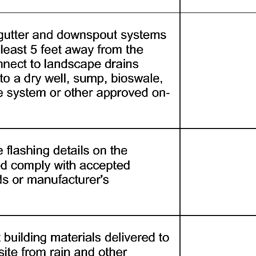 gutter and downspout systems
least 5 feet away from the
nnect to landscape drains
to a dry well, sump, bioswale,
e system or other approved on-
e flashing details on the
d comply with accepted
ds or manufacturer's
t building materials delivered to
site from rain and other